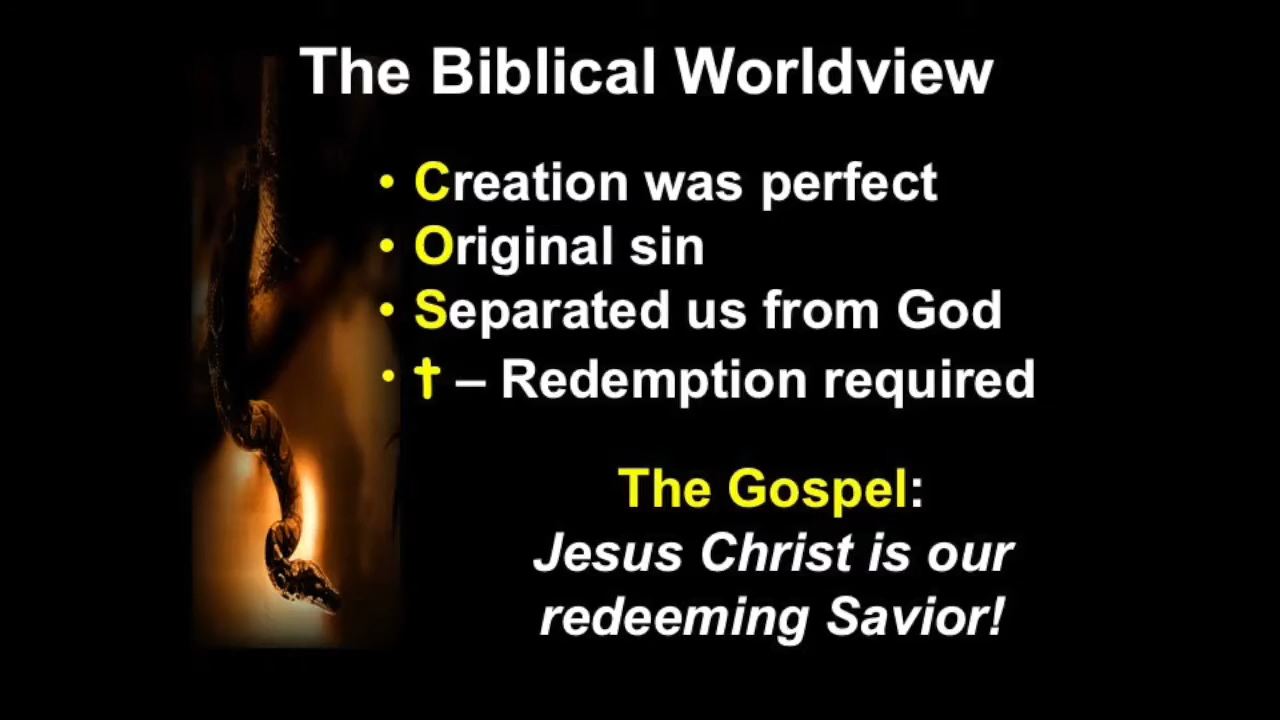 The Biblical Worldview
• Creation was perfect
• Original sin
• Separated us from God
• ✝ – Redemption required
The Gospel:
Jesus Christ is our
redeeming Savior!